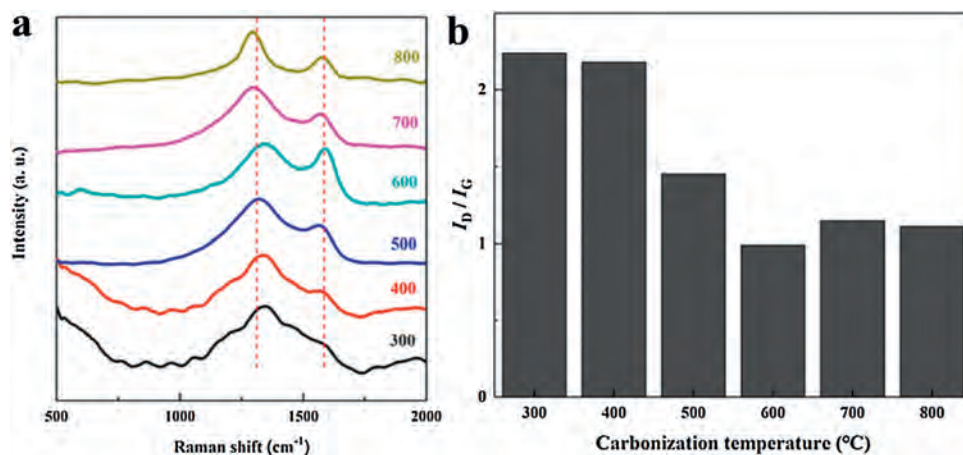 a
800
700
600
500
400
300
Intensity (a. u.)
500 1000 1500 2000
Raman shift (cm⁻¹)
b
2
1
0
I_D / I_G
300 400 500 600 700 800
Carbonization temperature (°C)